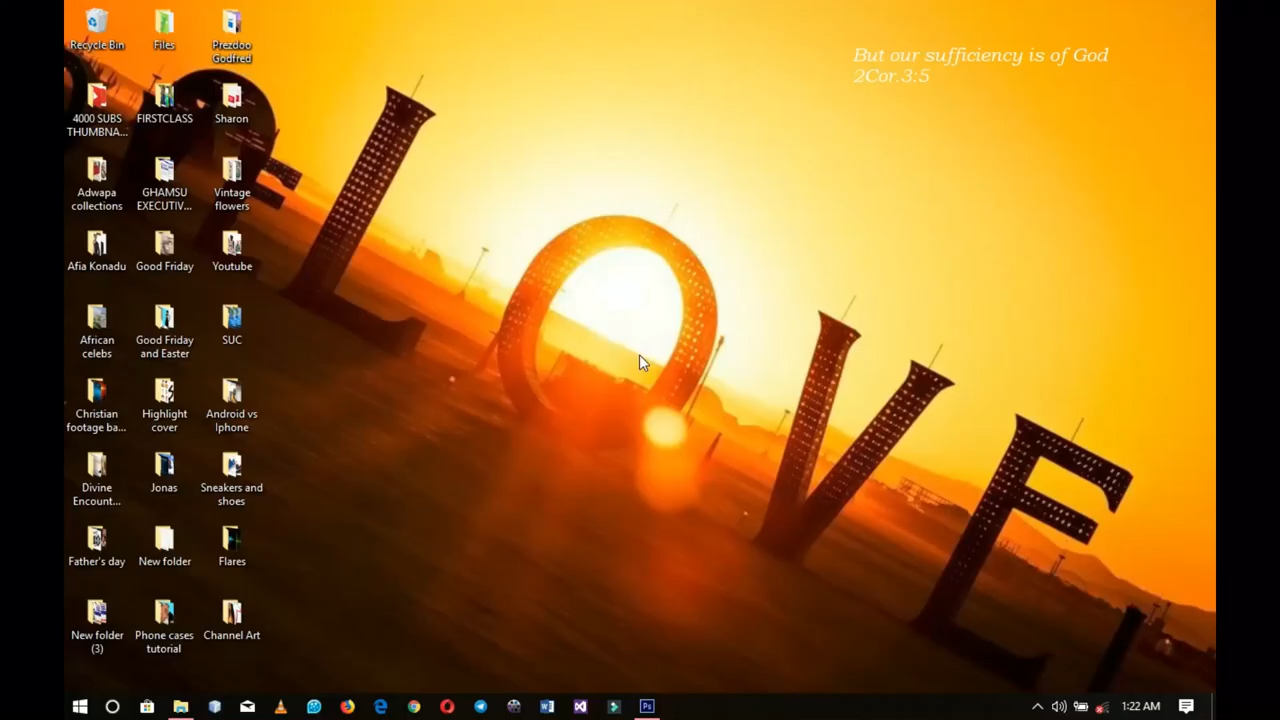 But our sufficiency is of God
2Cor.3:5
Recycle Bin
Files
Prezdoo
Godfred
4000 SUBS
THUMBNA...
FIRSTCLASS
Sharon
Adwapa
collections
GHAMSU
EXECUTIV...
Vintage
flowers
Afia Konadu
Good Friday
Youtube
African
celebs
Good Friday
and Easter
SUC
Christian
footage ba...
Highlight
cover
Android vs
Iphone
Divine
Encount...
Jonas
Sneakers and
shoes
Father's day
New folder
Flares
New folder
(3)
Phone cases
tutorial
Channel Art
LOVE
Ps
1:22 AM